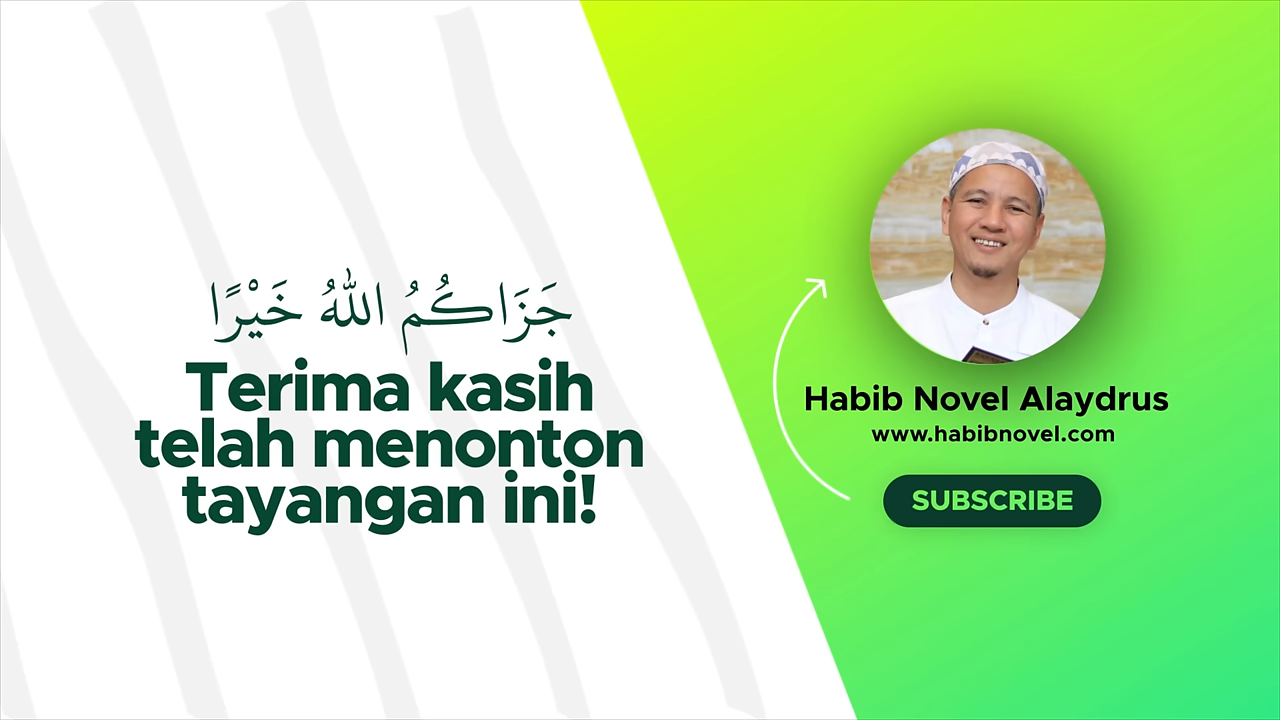 جَزَاكُمُ اللهُ خَيْرًا
Terima kasih
telah menonton
tayangan ini!
Habib Novel Alaydrus
www.habibnovel.com
SUBSCRIBE